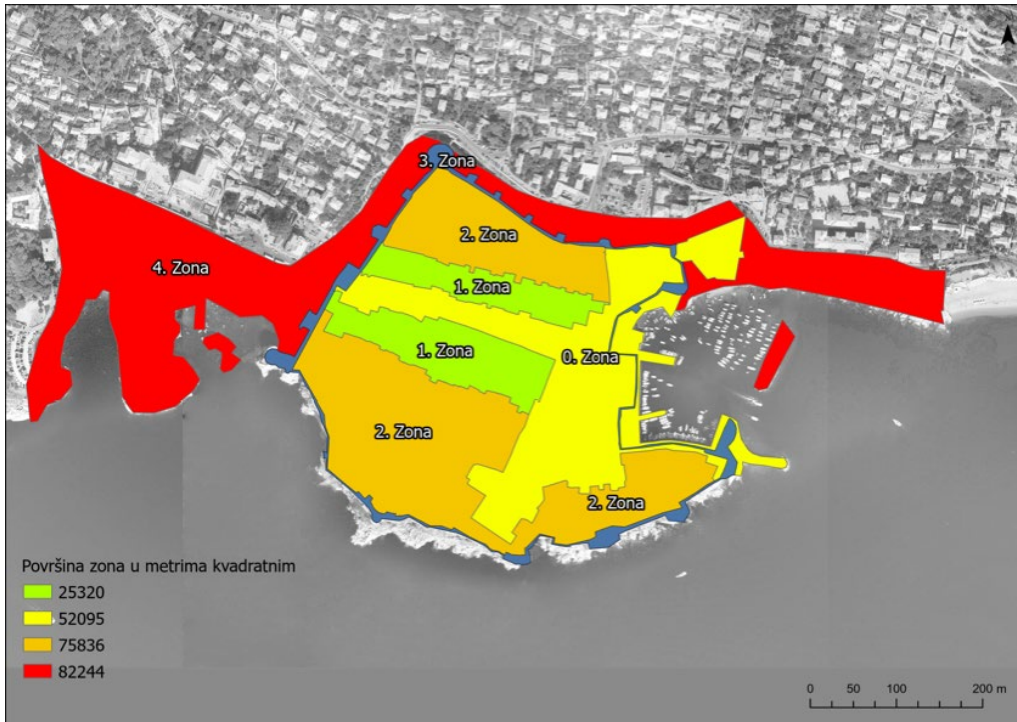 3. Zona
2. Zona
4. Zona
1. Zona
1. Zona
0. Zona
2. Zona
2. Zona
Površina zona u metrima kvadratnim
25320
52095
75836
82244
0 50 100 200 m